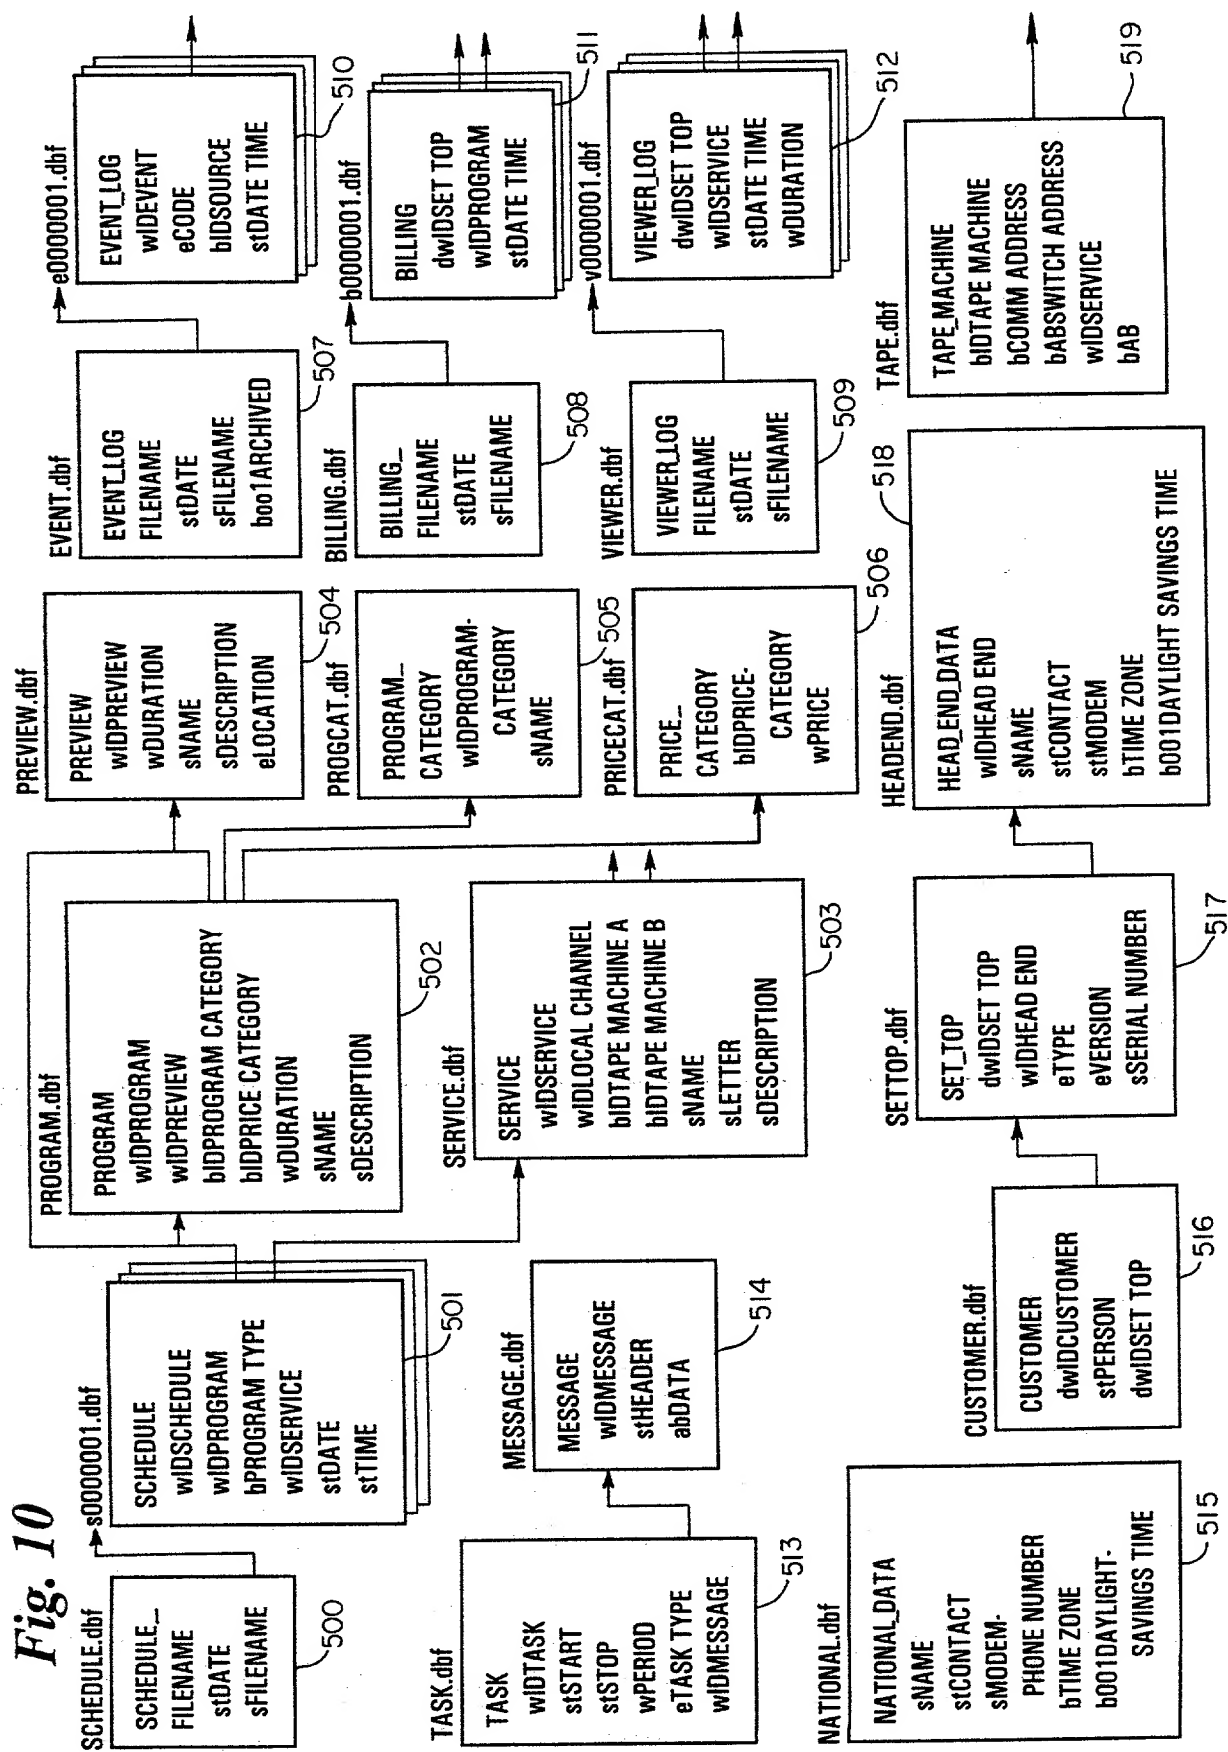 Fig. 10
SCHEDULE.dbf
SCHEDULE_
FILENAME
stDATE
sFILENAME
500
s0000001.dbf
SCHEDULE
wIDSCHEDULE
wIDPROGRAM
bPROGRAM TYPE
wIDSERVICE
stDATE
stTIME
501
PROGRAM.dbf
PROGRAM
wIDPROGRAM
wIDPREVIEW
bIDPROGRAM CATEGORY
bIDPRICE CATEGORY
wDURATION
sNAME
sDESCRIPTION
502
SERVICE.dbf
SERVICE
wIDSERVICE
wIDLOCAL CHANNEL
bIDTAPE MACHINE A
bIDTAPE MACHINE B
sNAME
sLETTER
sDESCRIPTION
503
PREVIEW.dbf
PREVIEW
wIDPREVIEW
wDURATION
sNAME
sDESCRIPTION
eLOCATION
504
PROGCAT.dbf
PROGRAM_
CATEGORY
wIDPROGRAM-
CATEGORY
sNAME
505
PRICECAT.dbf
PRICE_
CATEGORY
bIDPRICE-
CATEGORY
wPRICE
506
EVENT.dbf
EVENT_LOG
FILENAME
stDATE
sFILENAME
boo1ARCHIVED
507
BILLING.dbf
BILLING_
FILENAME
stDATE
sFILENAME
508
VIEWER.dbf
VIEWER_LOG
FILENAME
stDATE
sFILENAME
509
e0000001.dbf
EVENT_LOG
wIDEVENT
eCODE
bIDSOURCE
stDATE TIME
510
b0000001.dbf
BILLING
dwIDSET TOP
wIDPROGRAM
stDATE TIME
511
v0000001.dbf
VIEWER_LOG
dwIDSET TOP
wIDSERVICE
stDATE TIME
wDURATION
512
TASK.dbf
TASK
wIDTASK
stSTART
stSTOP
wPERIOD
eTASK TYPE
wIDMESSAGE
513
MESSAGE.dbf
MESSAGE
wIDMESSAGE
stHEADER
abDATA
514
NATIONAL.dbf
NATIONAL_DATA
sNAME
stCONTACT
sMODEM-
PHONE NUMBER
bTIME ZONE
b001DAYLIGHT-
SAVINGS TIME
515
CUSTOMER.dbf
CUSTOMER
dwIDCUSTOMER
stPERSON
dwIDSET TOP
516
SETTOP.dbf
SET_TOP
dwIDSET TOP
wIDHEAD END
eTYPE
eVERSION
sSERIAL NUMBER
517
HEADEND.dbf
HEAD_END_DATA
wIDHEAD END
sNAME
stCONTACT
stMODEM
bTIME ZONE
b001DAYLIGHT SAVINGS TIME
518
TAPE.dbf
TAPE_MACHINE
bIDTAPE MACHINE
bCOMM ADDRESS
bABSWITCH ADDRESS
wIDSERVICE
bAB
519